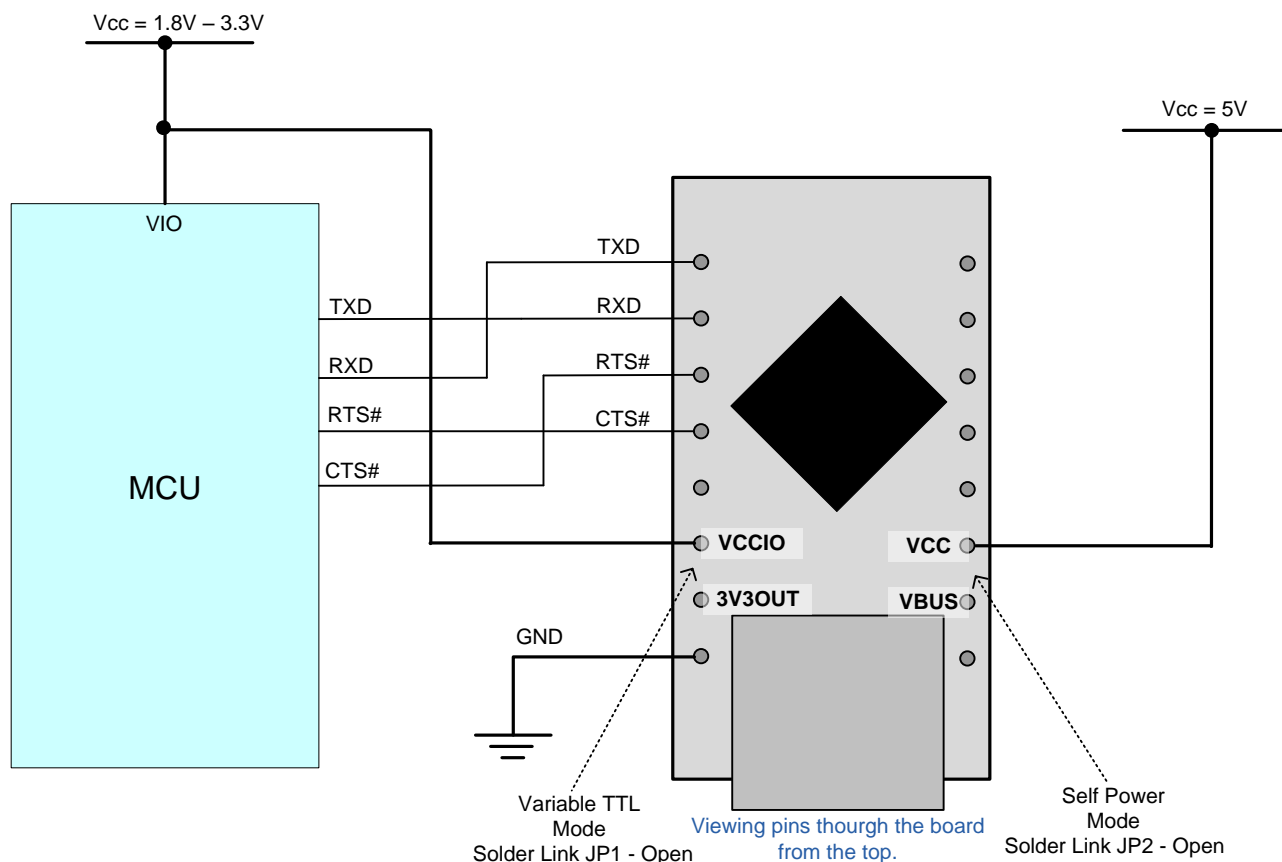 Vcc = 1.8V – 3.3V
Vcc = 5V
VIO
TXD
TXD
RXD
RXD
RTS#
RTS#
CTS#
CTS#
MCU
VCCIO
VCC
3V3OUT
VBUS
GND
Variable TTL
Mode
Solder Link JP1 - Open
Viewing pins thourgh the board
from the top.
Self Power
Mode
Solder Link JP2 - Open